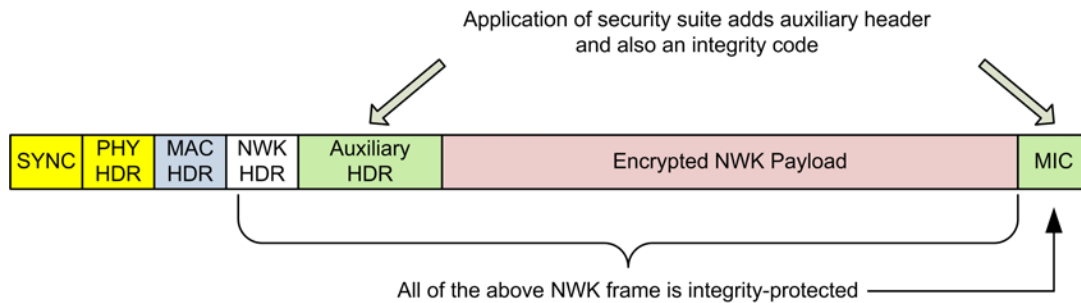 Application of security suite adds auxiliary header
and also an integrity code
SYNC
PHY
HDR
MAC
HDR
NWK
HDR
Auxiliary
HDR
Encrypted NWK Payload
MIC
All of the above NWK frame is integrity-protected